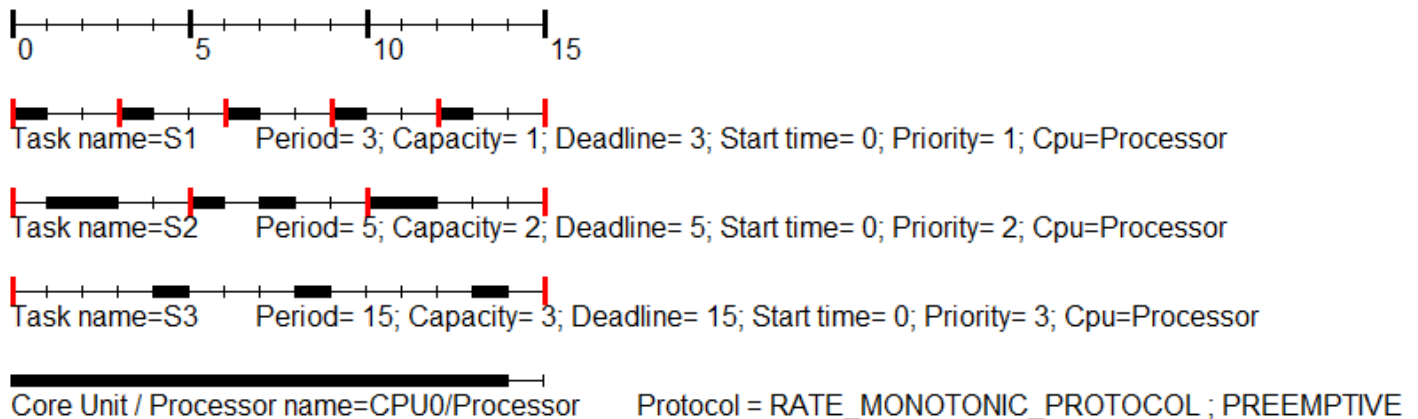 0 5 10 15
Task name=S1 Period= 3; Capacity= 1; Deadline= 3; Start time= 0; Priority= 1; Cpu=Processor
Task name=S2 Period= 5; Capacity= 2; Deadline= 5; Start time= 0; Priority= 2; Cpu=Processor
Task name=S3 Period= 15; Capacity= 3; Deadline= 15; Start time= 0; Priority= 3; Cpu=Processor
Core Unit / Processor name=CPU0/Processor Protocol = RATE_MONOTONIC_PROTOCOL ; PREEMPTIVE